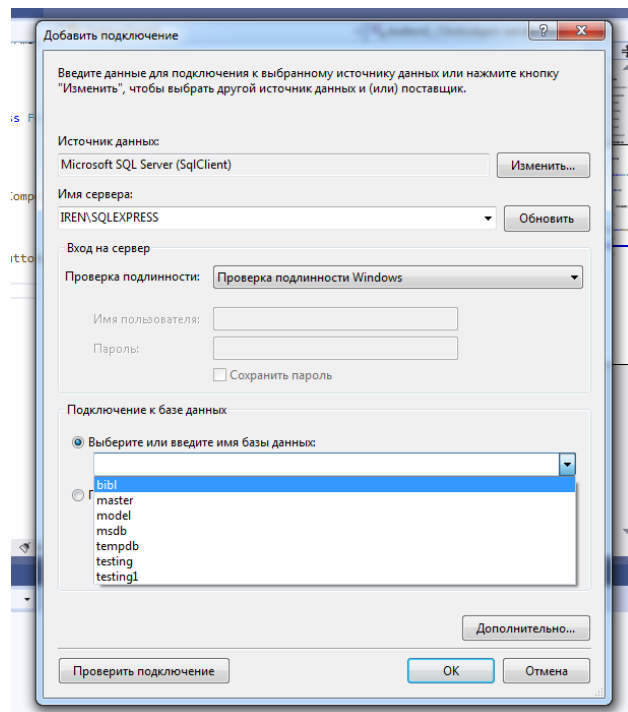 Добавить подключение
Введите данные для подключения к выбранному источнику данных или нажмите кнопку
"Изменить", чтобы выбрать другой источник данных и (или) поставщик.
Источник данных:
Microsoft SQL Server (SqlClient)
Изменить...
Имя сервера:
IREN\SQLEXPRESS
Обновить
Вход на сервер
Проверка подлинности:
Проверка подлинности Windows
Имя пользователя:
Пароль:
Сохранить пароль
Подключение к базе данных
Выберите или введите имя базы данных:
bibl
master
model
msdb
tempdb
testing
testing1
Дополнительно...
Проверить подключение
OK
Отмена